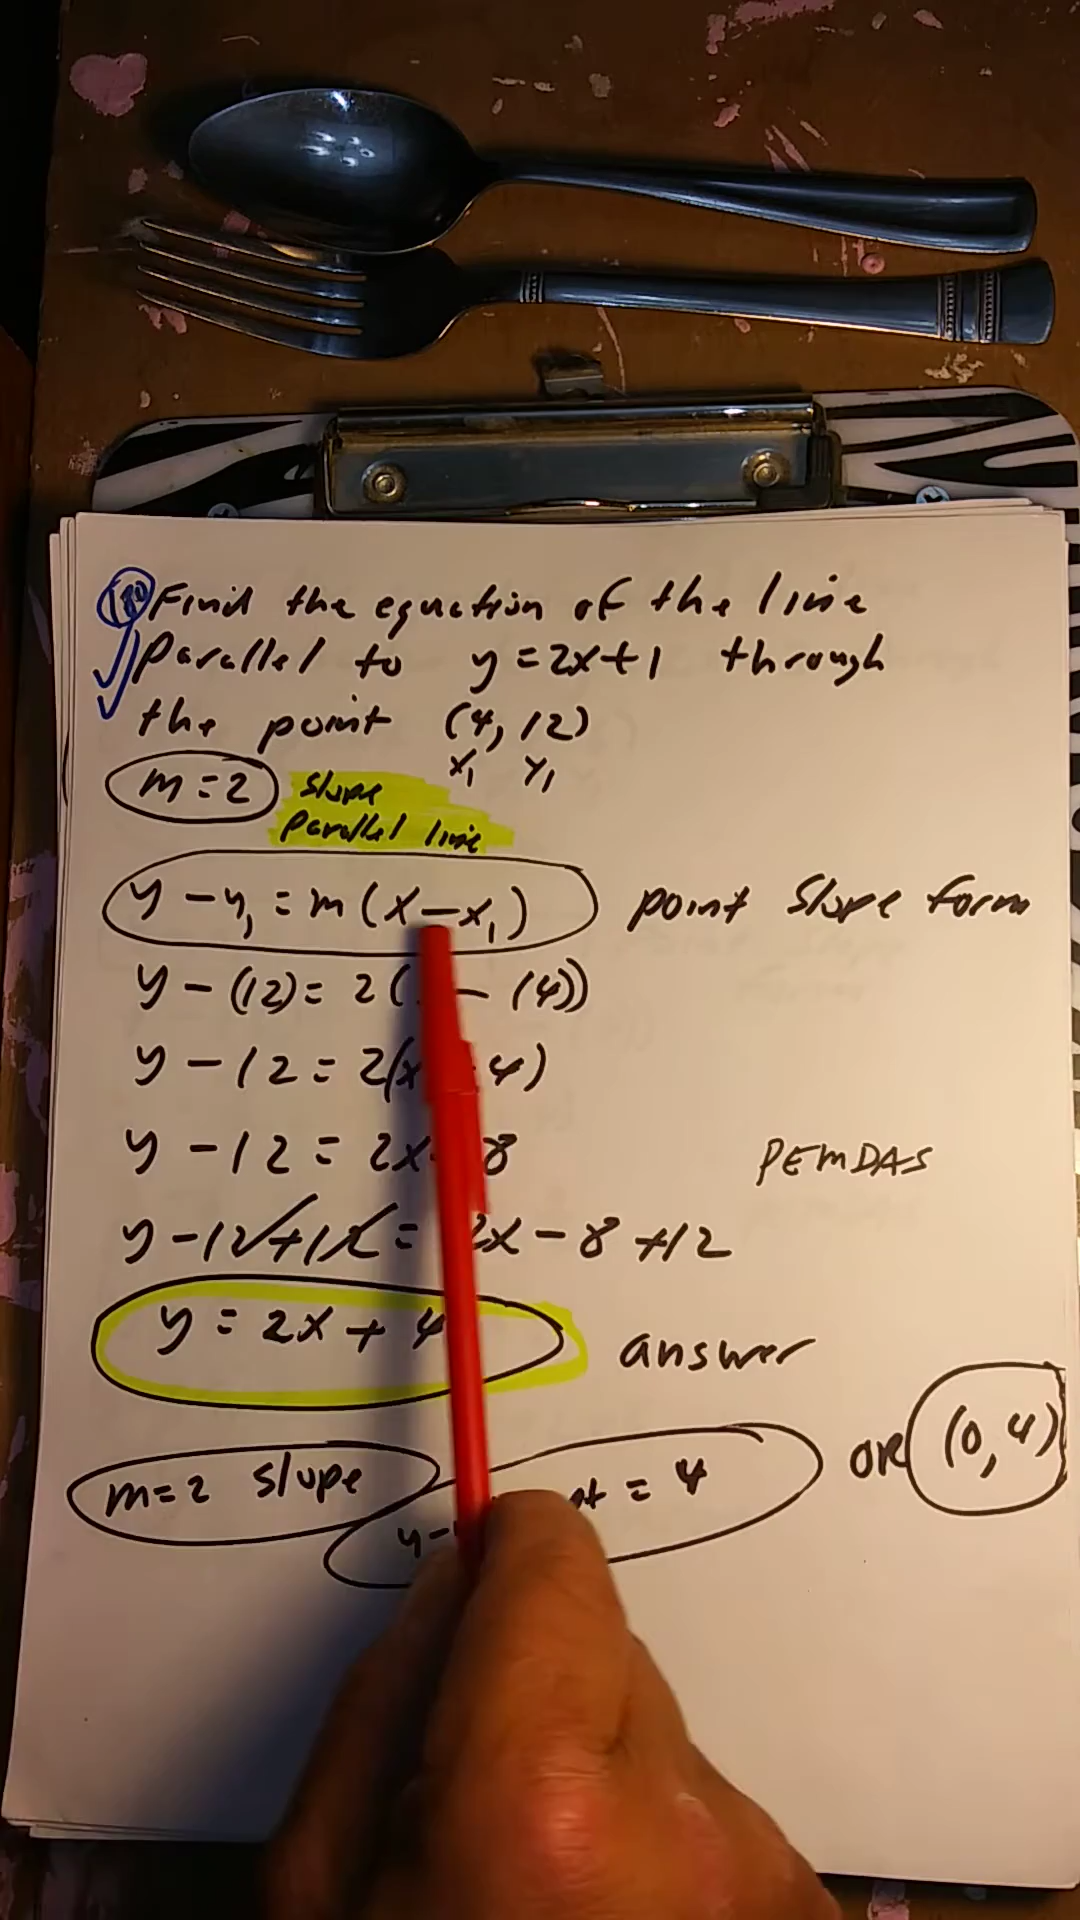 Find the equation of the line
Parallel to y = 2x + 1 through
the point (4, 12)
x₁ y₁
m = 2 slope
parallel line
y - y₁ = m(x - x₁) point slope form
y - (12) = 2( - (4))
y - 12 = 2(x 4)
y - 12 = 2x 8 PEMDAS
y - 12 + 12 = 2x - 8 + 12
y = 2x + 4 answer
m = 2 slope = 4 OR (0, 4)